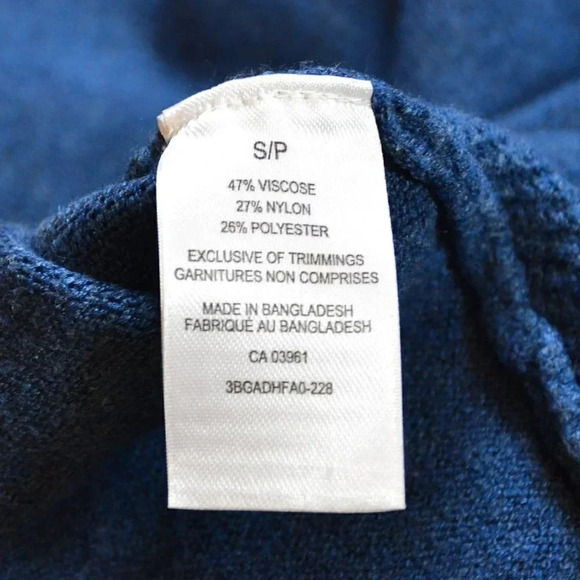 S/P
47% VISCOSE
27% NYLON
26% POLYESTER
EXCLUSIVE OF TRIMMINGS
GARNITURES NON COMPRISES
MADE IN BANGLADESH
FABRIQUÉ AU BANGLADESH
CA 03961
3BGADHFA0-228